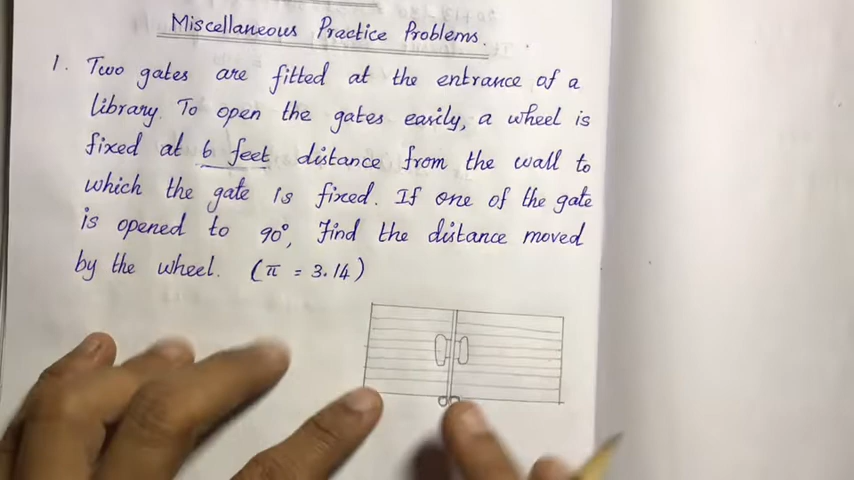 Miscellaneous Practice Problems.
1. Two gates are fitted at the entrance of a
library. To open the gates easily, a wheel is
fixed at 6 feet distance from the wall to
which the gate is fixed. If one of the gate
is opened to 90°, Find the distance moved
by the wheel. (π = 3.14)